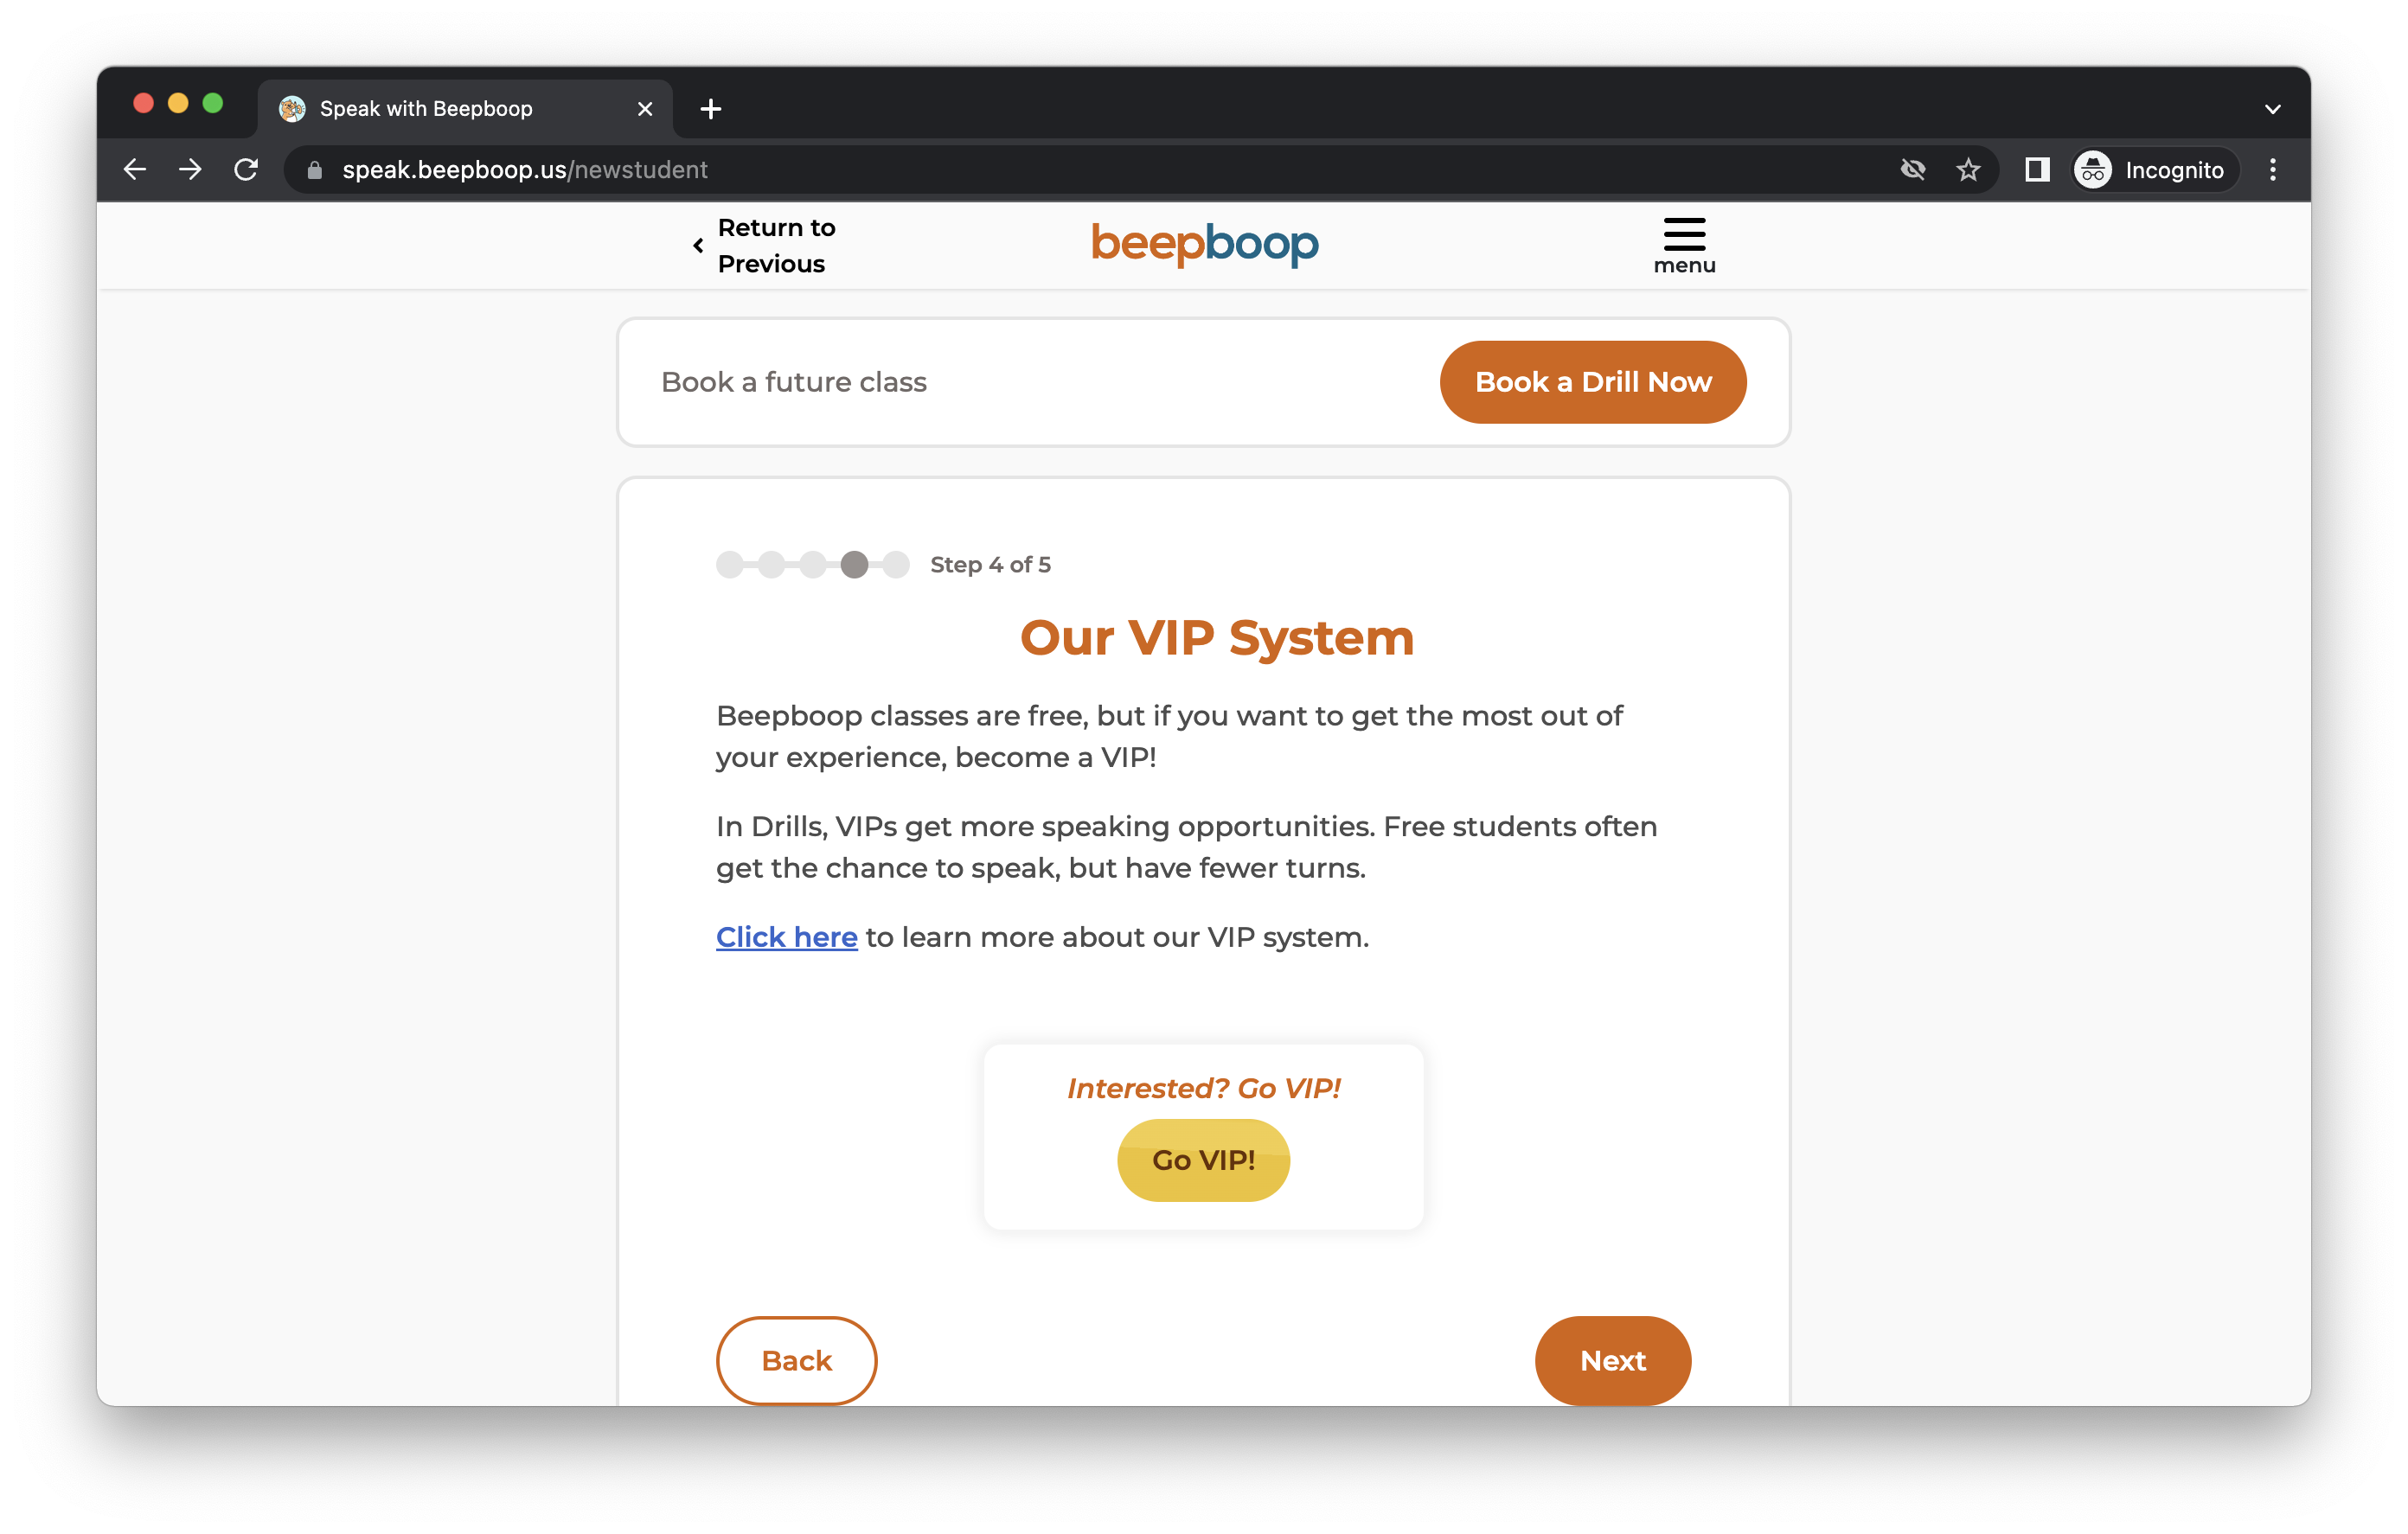 Speak with Beepboop
speak.beepboop.us/newstudent
Incognito
Return to
Previous
beepboop
menu
Book a future class
Book a Drill Now
Step 4 of 5
Our VIP System
Beepboop classes are free, but if you want to get the most out of
your experience, become a VIP!
In Drills, VIPs get more speaking opportunities. Free students often
get the chance to speak, but have fewer turns.
Click here to learn more about our VIP system.
Interested? Go VIP!
Go VIP!
Back
Next